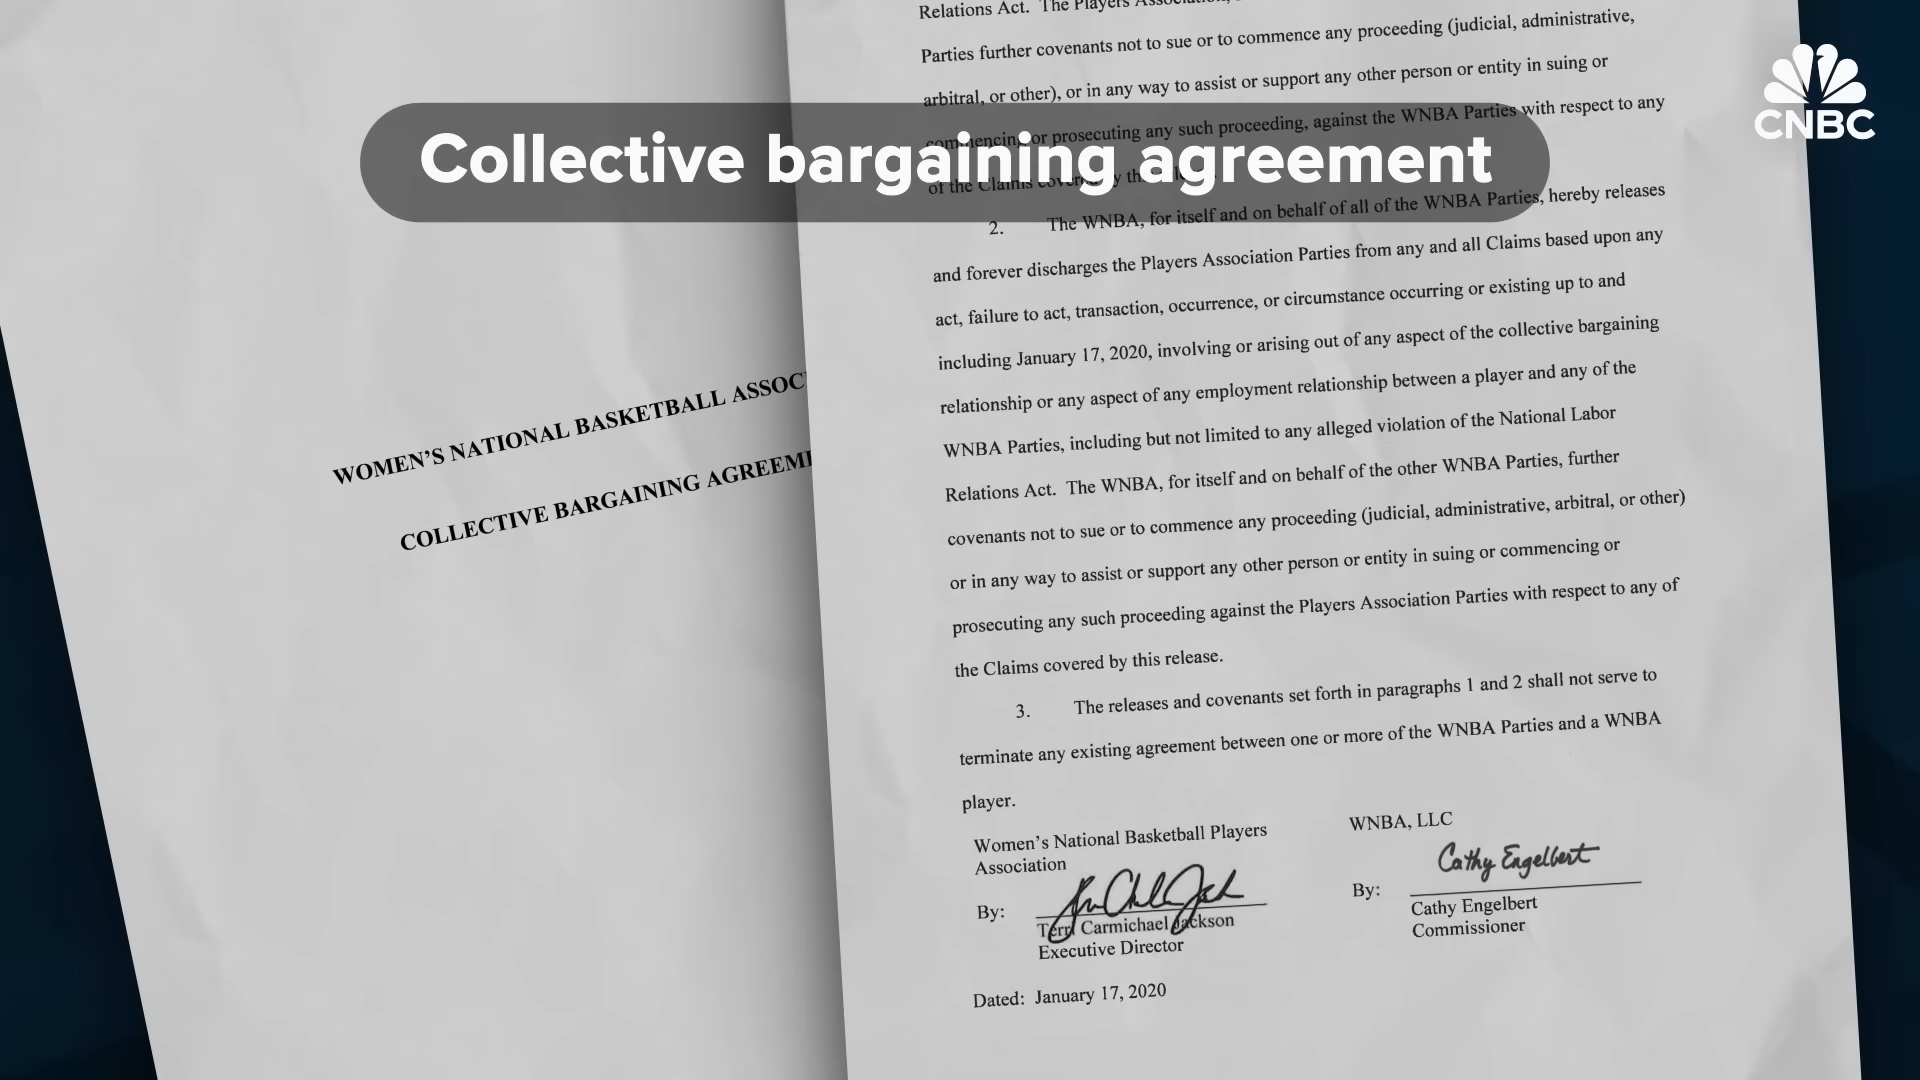 CNBC
Collective bargaining agreement
WOMEN'S NATIONAL BASKETBALL
COLLECTIVE BARGAINING
Relations Act. The Players
Parties further covenants not to sue or to commence any proceeding (judicial, administrative,
arbitral, or other), or in any way to assist or support any other person or entity in suing or
commencing or prosecuting any such proceeding, against the WNBA Parties with respect to any
of the Claims covered by this
2. The WNBA, for itself and on behalf of all of the WNBA Parties, hereby releases
and forever discharges the Players Association Parties from any and all Claims based upon any
act, failure to act, transaction, occurrence, or circumstance occurring or existing up to and
including January 17, 2020, involving or arising out of any aspect of the collective bargaining
relationship or any aspect of any employment relationship between a player and any of the
WNBA Parties, including but not limited to any alleged violation of the National Labor
Relations Act. The WNBA, for itself and on behalf of the other WNBA Parties, further
covenants not to sue or to commence any proceeding (judicial, administrative, arbitral, or other)
or in any way to assist or support any other person or entity in suing or commencing or
prosecuting any such proceeding against the Players Association Parties with respect to any of
the Claims covered by this release.
3. The releases and covenants set forth in paragraphs 1 and 2 shall not serve to
terminate any existing agreement between one or more of the WNBA Parties and a WNBA
player.
Women's National Basketball Players
Association
By:
Terri Carmichael Jackson
Executive Director
WNBA, LLC
Cathy Engelbert
By:
Cathy Engelbert
Commissioner
Dated: January 17, 2020